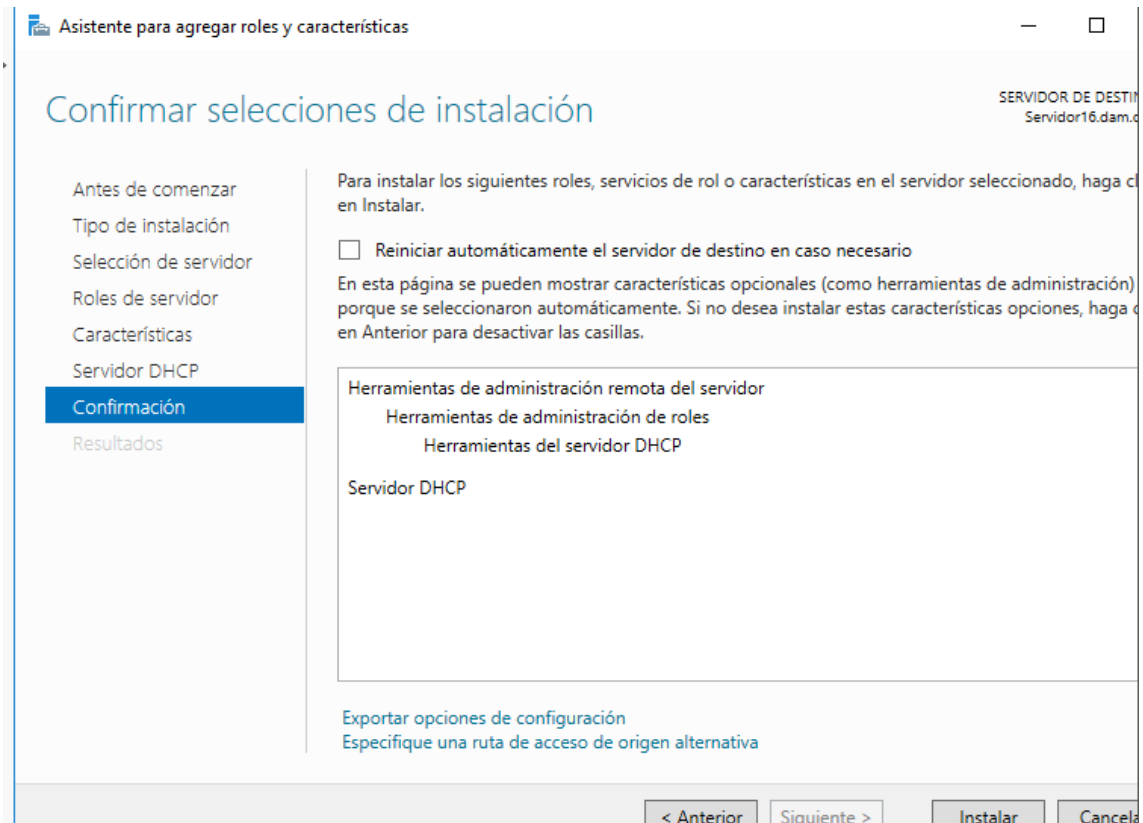 Asistente para agregar roles y características
Confirmar selecciones de instalación
SERVIDOR DE
Antes de comenzar
Tipo de instalación
Selección de servidor
Roles de servidor
Características
Servidor DHCP
Confirmación
Resultados
Para instalar los siguientes roles, servicios de rol o características en el servidor seleccionado, haga
en Instalar.
Reiniciar automáticamente el servidor de destino en caso necesario
En esta página se pueden mostrar características opcionales (como herramientas de administración)
porque se seleccionaron automáticamente. Si no desea instalar estas características opciones, haga
en Anterior para desactivar las casillas.
Herramientas de administración remota del servidor
Herramientas de administración de roles
Herramientas del servidor DHCP
Servidor DHCP
Exportar opciones de configuración
Especifique una ruta de acceso de origen alternativa
< Anterior
Siguiente >
Instalar